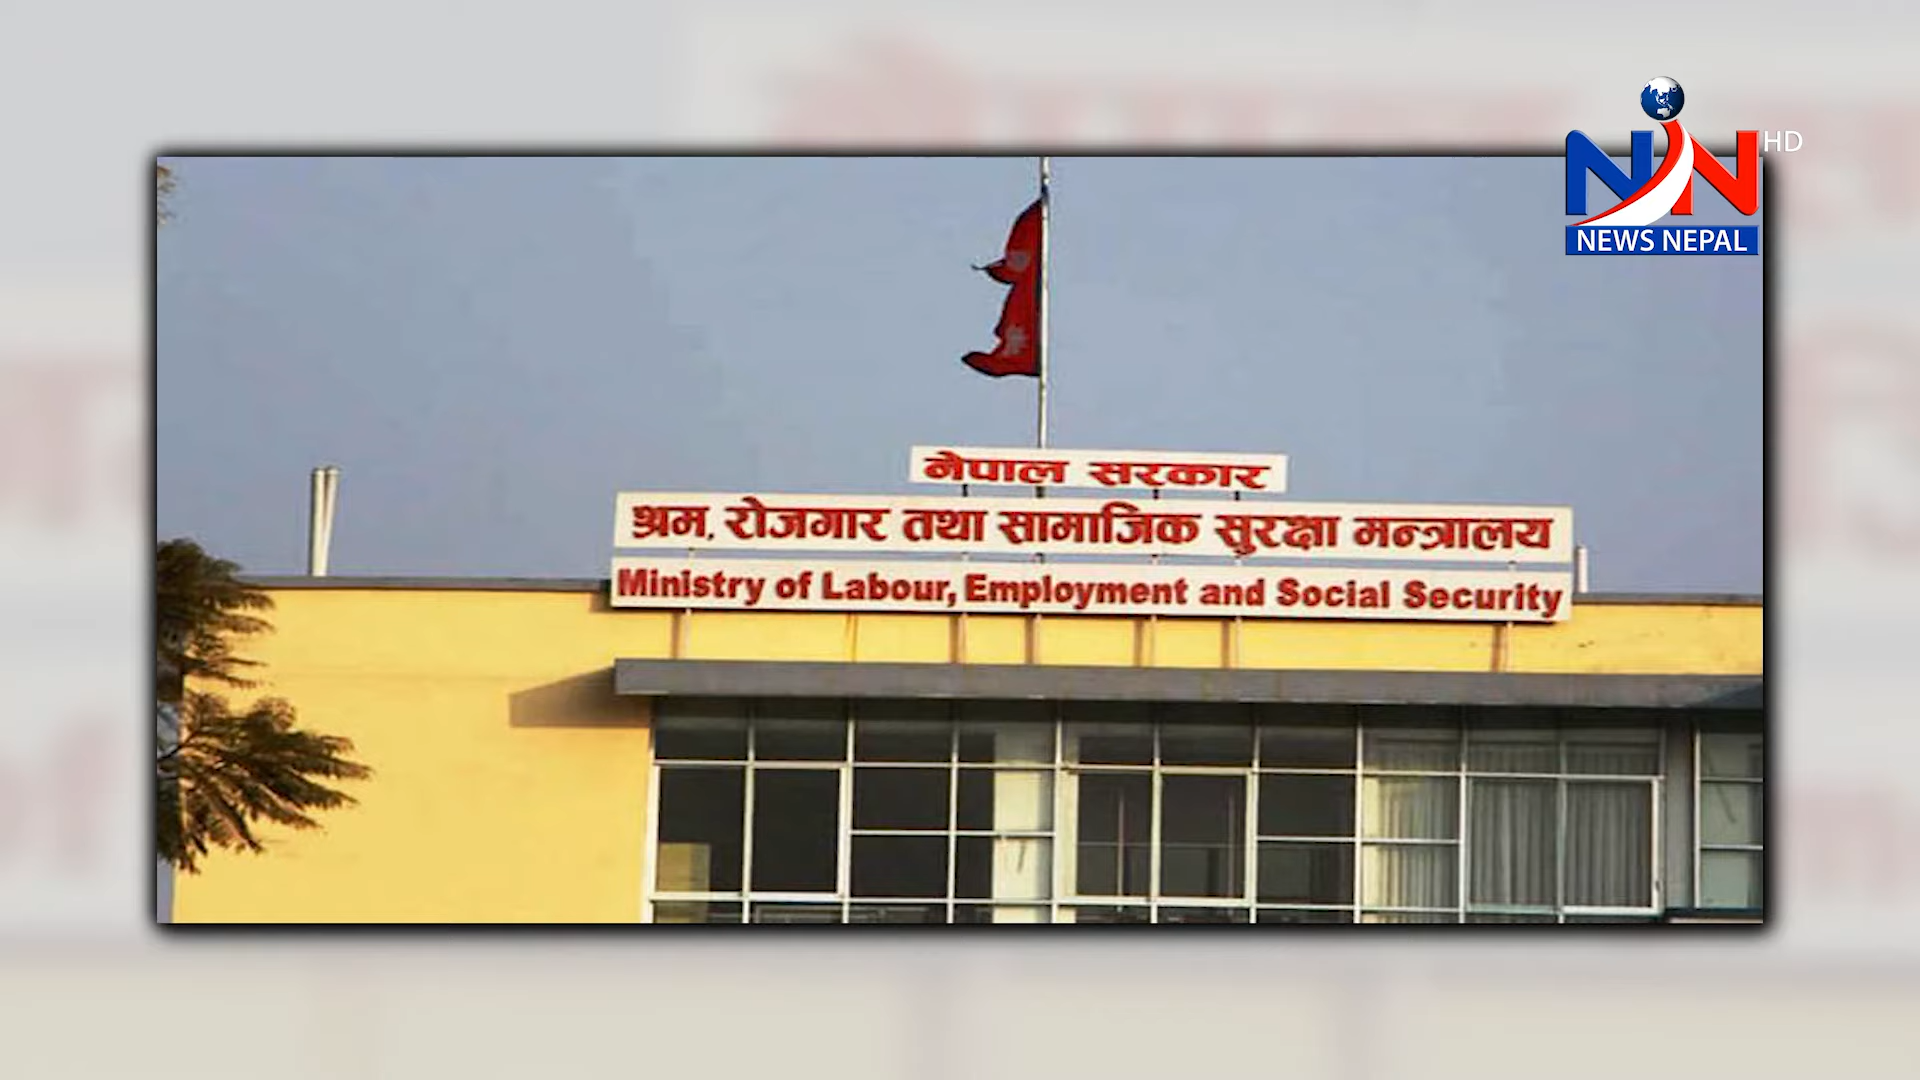 HD
NN
NEWS NEPAL
नेपाल सरकार
श्रम, रोजगार तथा सामाजिक सुरक्षा मन्त्रालय
Ministry of Labour, Employment and Social Security